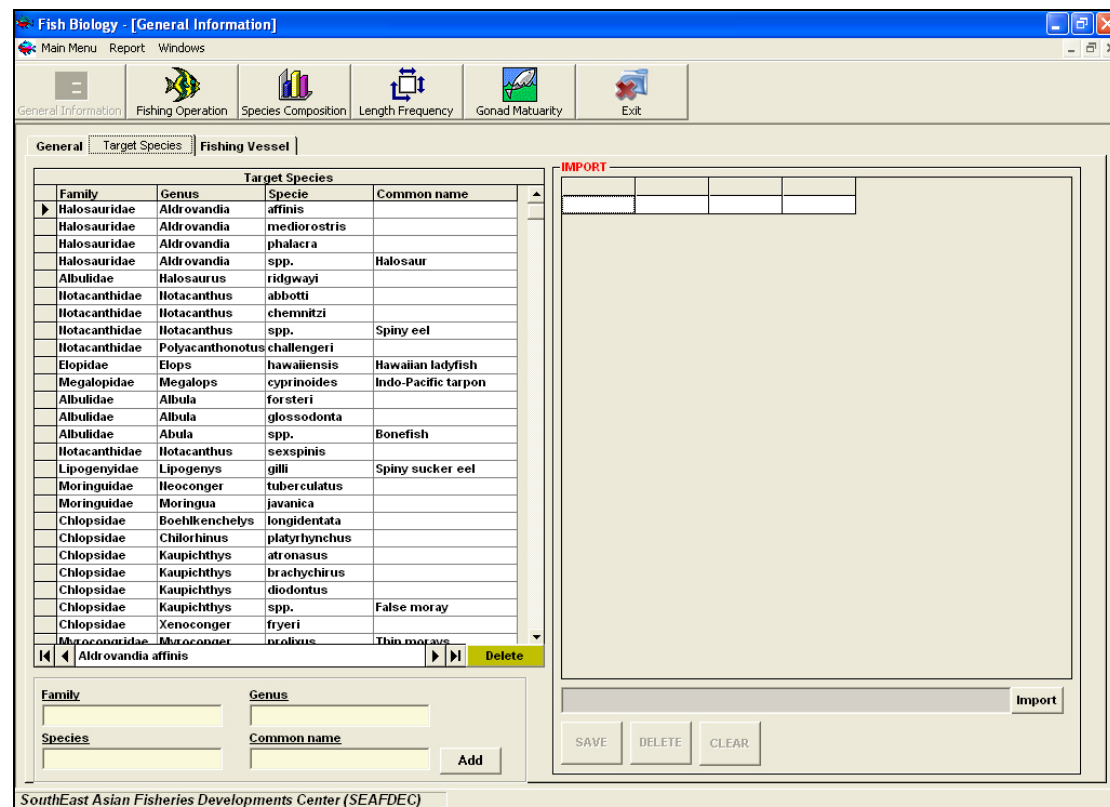 Fish Biology - [General Information]
Main Menu Report Windows
General Information Fishing Operation Species Composition Length Frequency Gonad Matuarity Exit
General Target Species Fishing Vessel
Target Species
Family Genus Specie Common name
Halosauridae Aldrovandia affinis
Halosauridae Aldrovandia mediorostris
Halosauridae Aldrovandia phalacra
Halosauridae Aldrovandia spp. Halosaur
Albulidae Halosaurus ridgwayi
Notacanthidae Notacanthus abbotti
Notacanthidae Notacanthus chemnitzi
Notacanthidae Notacanthus spp. Spiny eel
Notacanthidae Polyacanthonotus challengeri
Elopidae Elops hawaiiensis Hawaiian ladyfish
Megalopidae Megalops cyprinoides Indo-Pacific tarpon
Albulidae Albula forsteri
Albulidae Albula glossodonta
Albulidae Abula spp. Bonefish
Notacanthidae Notacanthus sexspinis
Lipogenyidae Lipogenys gilli Spiny sucker eel
Moringuidae Neoconger tuberculatus
Moringuidae Moringua javanica
Chlopsidae Boehlkenchelys longidentata
Chlopsidae Chilorhinus platyrhynchus
Chlopsidae Kaupichthys atronasus
Chlopsidae Kaupichthys brachychirus
Chlopsidae Kaupichthys diodontus
Chlopsidae Kaupichthys spp. False moray
Chlopsidae Xenoconger fryeri
Myrocongridae Myroconger prolixus Thin morays
Aldrovandia affinis Delete
Family Genus
Species Common name
Add
IMPORT
Import
SAVE DELETE CLEAR
SouthEast Asian Fisheries Developments Center (SEAFDEC)